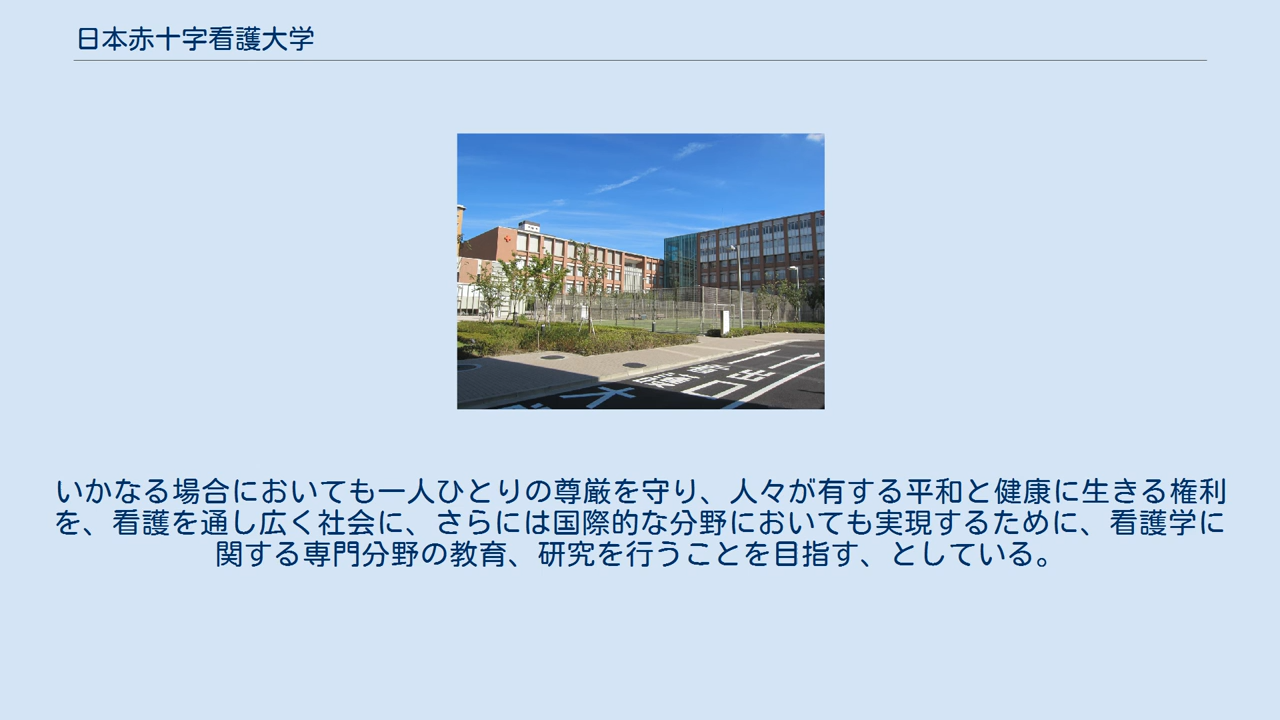 日本赤十字看護大学
いかなる場合においても一人ひとりの尊厳を守り、人々が有する平和と健康に生きる権利
を、看護を通し広く社会に、さらには国際的な分野においても実現するために、看護学に
関する専門分野の教育、研究を行うことを目指す、としている。